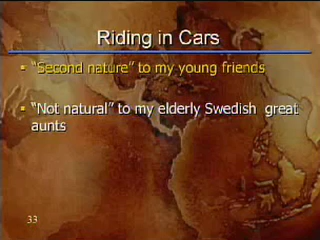 Riding in Cars
“Second nature” to my young friends
“Not natural” to my elderly Swedish great
aunts
33